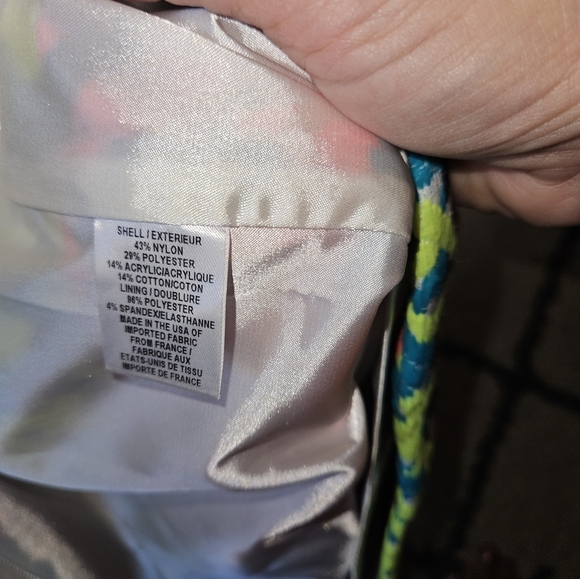 SHELL / EXTERIEUR
43% NYLON
29% POLYESTER
14% ACRYLIC/ACRYLIQUE
14% COTTON/COTON
LINING / DOUBLURE
96% POLYESTER
4% SPANDEX/ELASTHANNE
MADE IN THE USA OF
IMPORTED FABRIC
FROM FRANCE /
FABRIQUE AUX
ETATS-UNIS DE TISSU
IMPORTE DE FRANCE